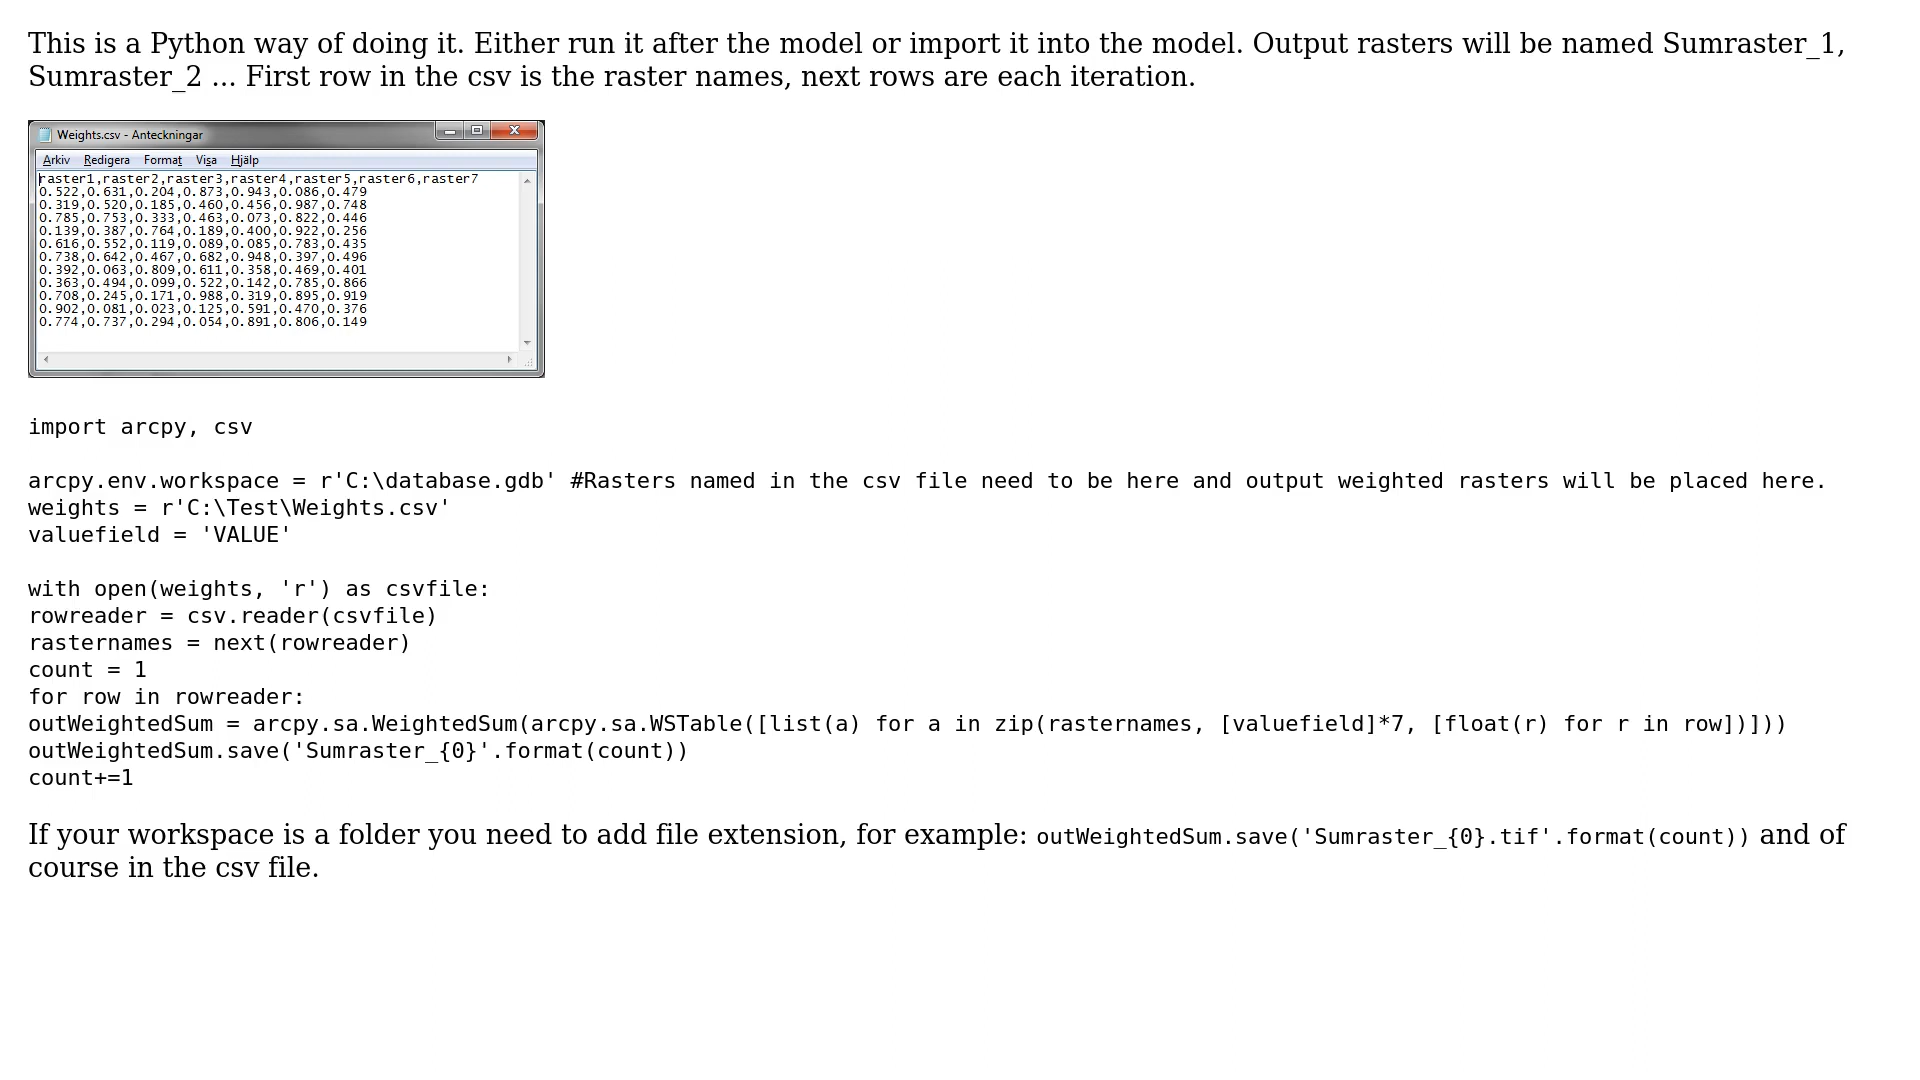 This is a Python way of doing it. Either run it after the model or import it into the model. Output rasters will be named Sumraster_1,
Sumraster_2 ... First row in the csv is the raster names, next rows are each iteration.
Weights.csv - Anteckningar
Arkiv Redigera Format Visa Hjälp
raster1,raster2,raster3,raster4,raster5,raster6,raster7
0.522,0.631,0.204,0.873,0.943,0.086,0.479
0.319,0.520,0.185,0.460,0.456,0.987,0.748
0.785,0.753,0.333,0.463,0.073,0.822,0.446
0.139,0.387,0.764,0.189,0.400,0.922,0.256
0.616,0.552,0.119,0.089,0.085,0.783,0.435
0.738,0.642,0.467,0.682,0.948,0.397,0.496
0.392,0.063,0.809,0.611,0.358,0.469,0.401
0.363,0.494,0.099,0.522,0.142,0.785,0.866
0.708,0.245,0.171,0.988,0.319,0.895,0.919
0.902,0.081,0.023,0.125,0.591,0.470,0.376
0.774,0.737,0.294,0.054,0.891,0.806,0.149
import arcpy, csv
arcpy.env.workspace = r'C:\database.gdb' #Rasters named in the csv file need to be here and output weighted rasters will be placed here.
weights = r'C:\Test\Weights.csv'
valuefield = 'VALUE'
with open(weights, 'r') as csvfile:
rowreader = csv.reader(csvfile)
rasternames = next(rowreader)
count = 1
for row in rowreader:
outWeightedSum = arcpy.sa.WeightedSum(arcpy.sa.WSTable([list(a) for a in zip(rasternames, [valuefield]*7, [float(r) for r in row])]))
outWeightedSum.save('Sumraster_{0}'.format(count))
count+=1
If your workspace is a folder you need to add file extension, for example: outWeightedSum.save('Sumraster_{0}.tif'.format(count)) and of
course in the csv file.